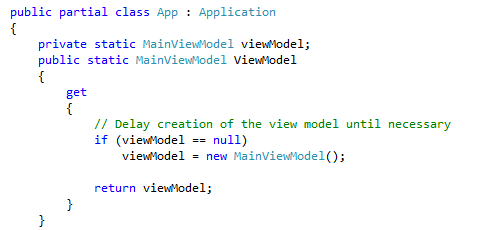 public partial class App : Application
{
    private static MainViewModel viewModel;
    public static MainViewModel ViewModel
    {
        get
        {
            // Delay creation of the view model until necessary
            if (viewModel == null)
                viewModel = new MainViewModel();

            return viewModel;
        }
    }